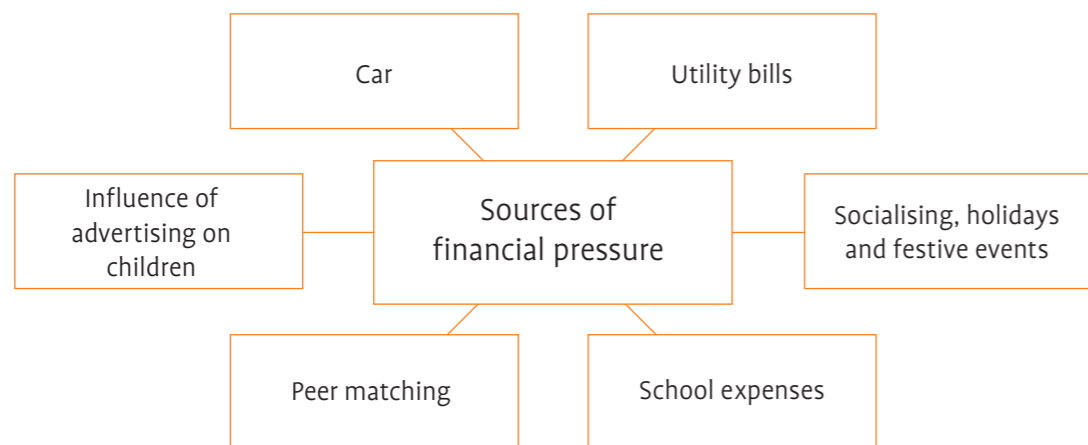 Car
Utility bills
Influence of
advertising on
children
Sources of
financial pressure
Socialising, holidays
and festive events
Peer matching
School expenses